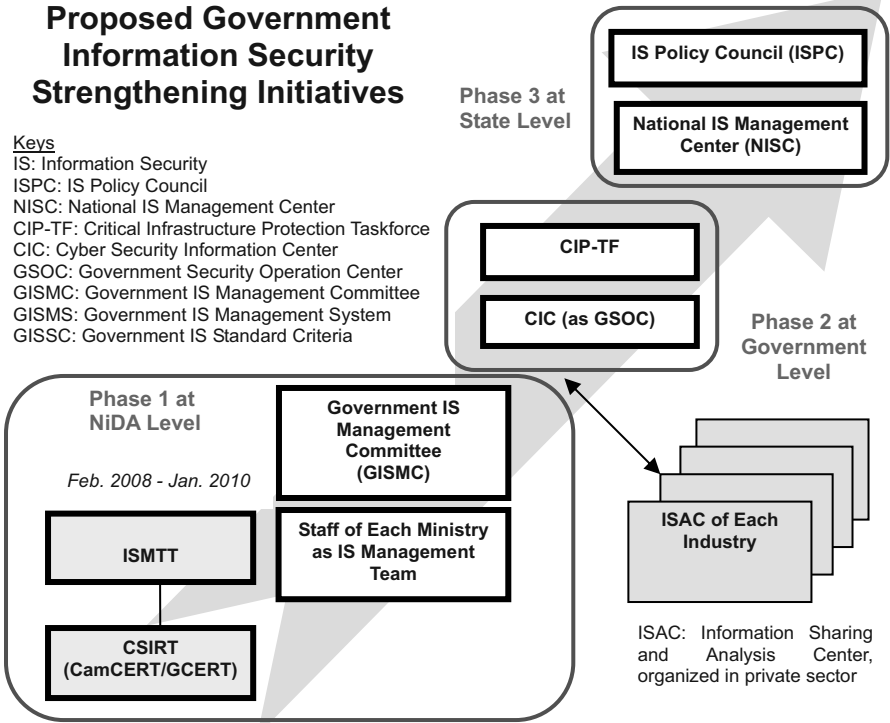 Proposed Government
Information Security
Strengthening Initiatives
Keys
IS: Information Security
ISPC: IS Policy Council
NISC: National IS Management Center
CIP-TF: Critical Infrastructure Protection Taskforce
CIC: Cyber Security Information Center
GSOC: Government Security Operation Center
GISMC: Government IS Management Committee
GISMS: Government IS Management System
GISSC: Government IS Standard Criteria
Phase 3 at
State Level
IS Policy Council (ISPC)
National IS Management
Center (NISC)
CIP-TF
CIC (as GSOC)
Phase 2 at
Government
Level
Phase 1 at
NiDA Level
Feb. 2008 - Jan. 2010
Government IS
Management
Committee
(GISMC)
Staff of Each Ministry
as IS Management
Team
ISMTT
CSIRT
(CamCERT/GCERT)
ISAC of Each
Industry
ISAC: Information Sharing
and Analysis Center,
organized in private sector